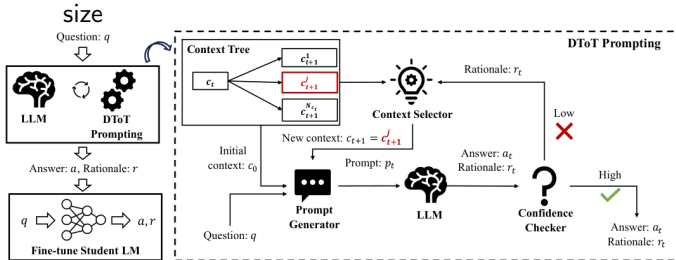 size
Question: q
LLM
DToT
Prompting
Answer: a, Rationale: r
q
a, r
Fine-tune Student LM
DToT Prompting
Context Tree
c_t
c_{t+1}^1
c_{t+1}^j
c_{t+1}^{N_{c_t}}
Context Selector
Rationale: r_t
Low
New context: c_{t+1} = c_{t+1}^j
Initial
context: c_0
Prompt: p_t
Answer: a_t
Rationale: r_t
High
Prompt
Generator
LLM
Confidence
Checker
Question: q
Answer: a_t
Rationale: r_t